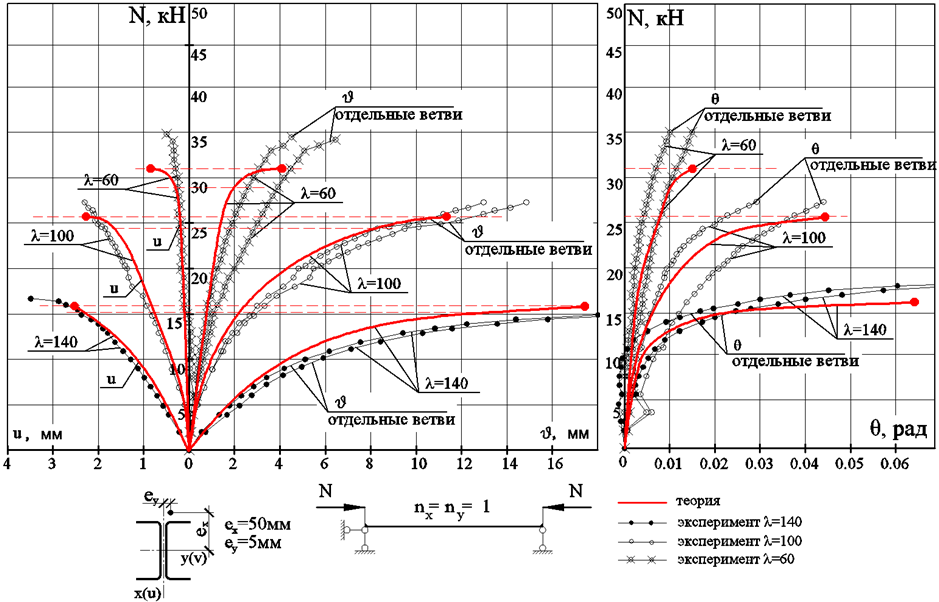 N, кН
50
45
40
35
30
25
20
15
10
5
ϑ
отдельные ветви
λ=60
λ=60
u
λ=100
u
ϑ
отдельные ветви
λ=100
λ=140
u
λ=140
ϑ
отдельные ветви
u, мм
ϑ, мм
4 3 2 1 0 2 4 6 8 10 12 14 16 18
N, кН
50
45
40
35
30
25
20
15
10
5
θ
отдельные ветви
λ=60
θ
отдельные ветви
λ=100
λ=140
θ
отдельные ветви
θ, рад
0 0.01 0.02 0.03 0.04 0.05 0.06
eу
eх
eх=50мм
eу=5мм
y(v)
x(u)
N
nх= nу= 1
N
теория
эксперимент λ=140
эксперимент λ=100
эксперимент λ=60